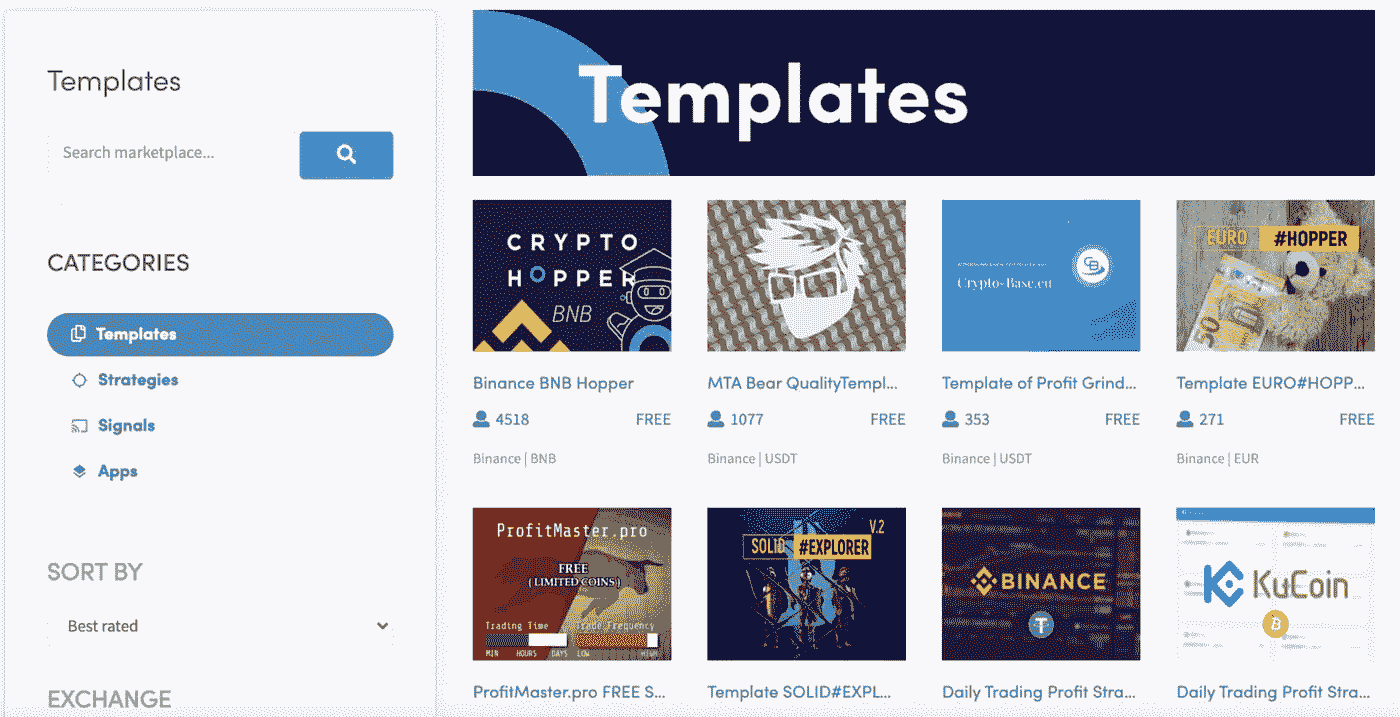 Templates
Search marketplace...
CATEGORIES
Templates
Strategies
Signals
Apps
SORT BY
Best rated
EXCHANGE
Templates
CRYPTO
HOPPER
BNB
Crypto-Base.eu
EURO #HOPPER
50
Binance BNB Hopper
MTA Bear QualityTempl...
Template of Profit Grind...
Template EURO#HOPP...
4518 FREE
1077 FREE
353 FREE
271 FREE
Binance | BNB
Binance | USDT
Binance | USDT
Binance | EUR
ProfitMaster.pro
FREE
( LIMITED COINS )
Trading Time Trade Frequency
MIN HOURS DAYS LOW HIGH
V.2
SOLID #EXPLORER
BINANCE
KuCoin
ProfitMaster.pro FREE S...
Template SOLID#EXPL...
Daily Trading Profit Stra...
Daily Trading Profit Stra...